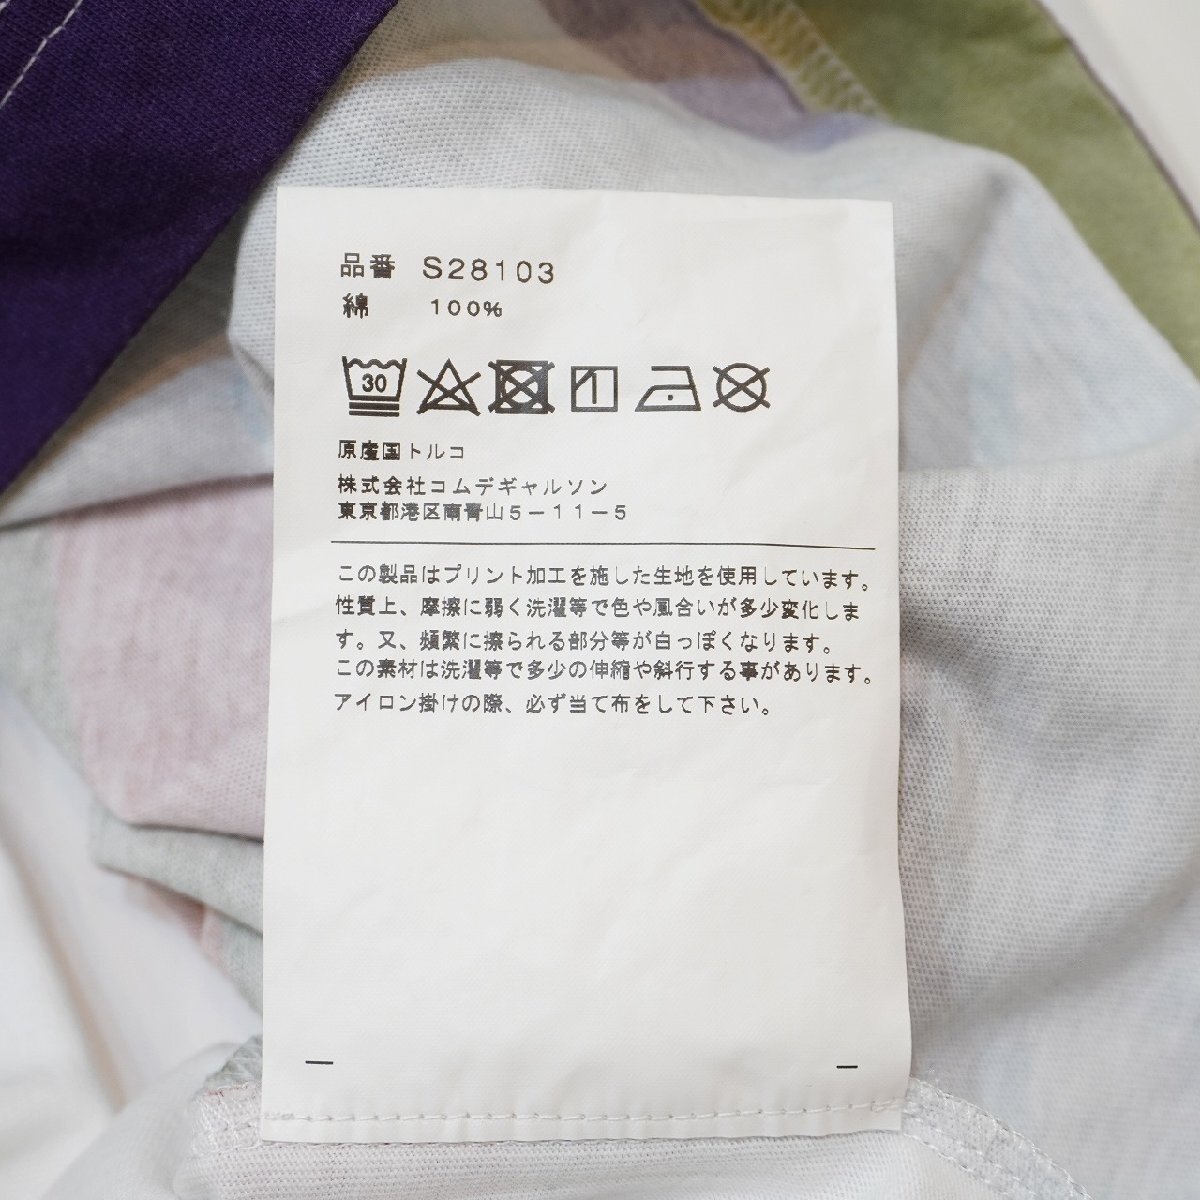 品番 S28103
綿 100%
30
原産国トルコ
株式会社コムデギャルソン
東京都港区南青山5-11-5
この製品はプリント加工を施した生地を使用しています。
性質上、摩擦に弱く洗濯等で色や風合いが多少変化しま
す。又、頻繁に擦られる部分等が白っぽくなります。
この素材は洗濯等で多少の伸縮や斜行する事があります。
アイロン掛けの際、必ず当て布をして下さい。